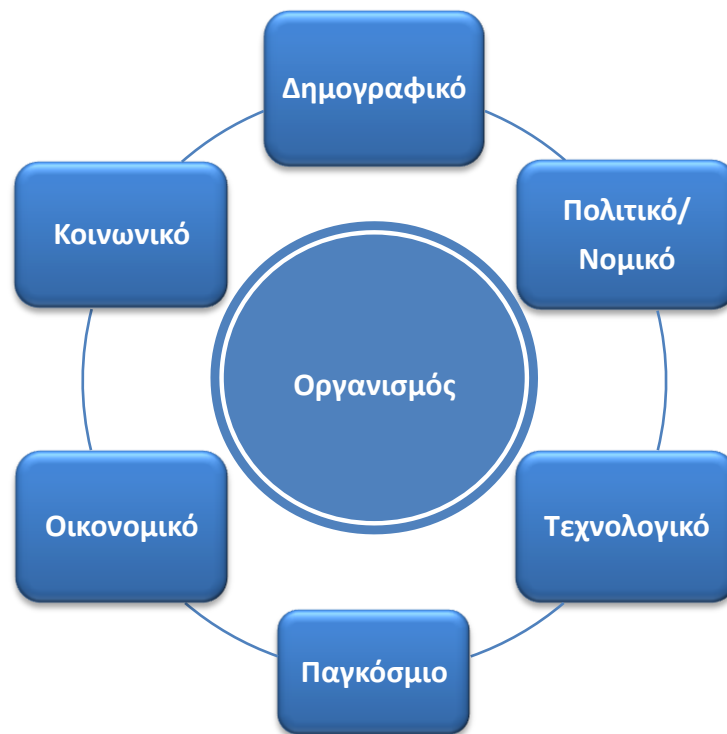 Δημογραφικό
Κοινωνικό
Πολιτικό/
Νομικό
Οργανισμός
Οικονομικό
Τεχνολογικό
Παγκόσμιο